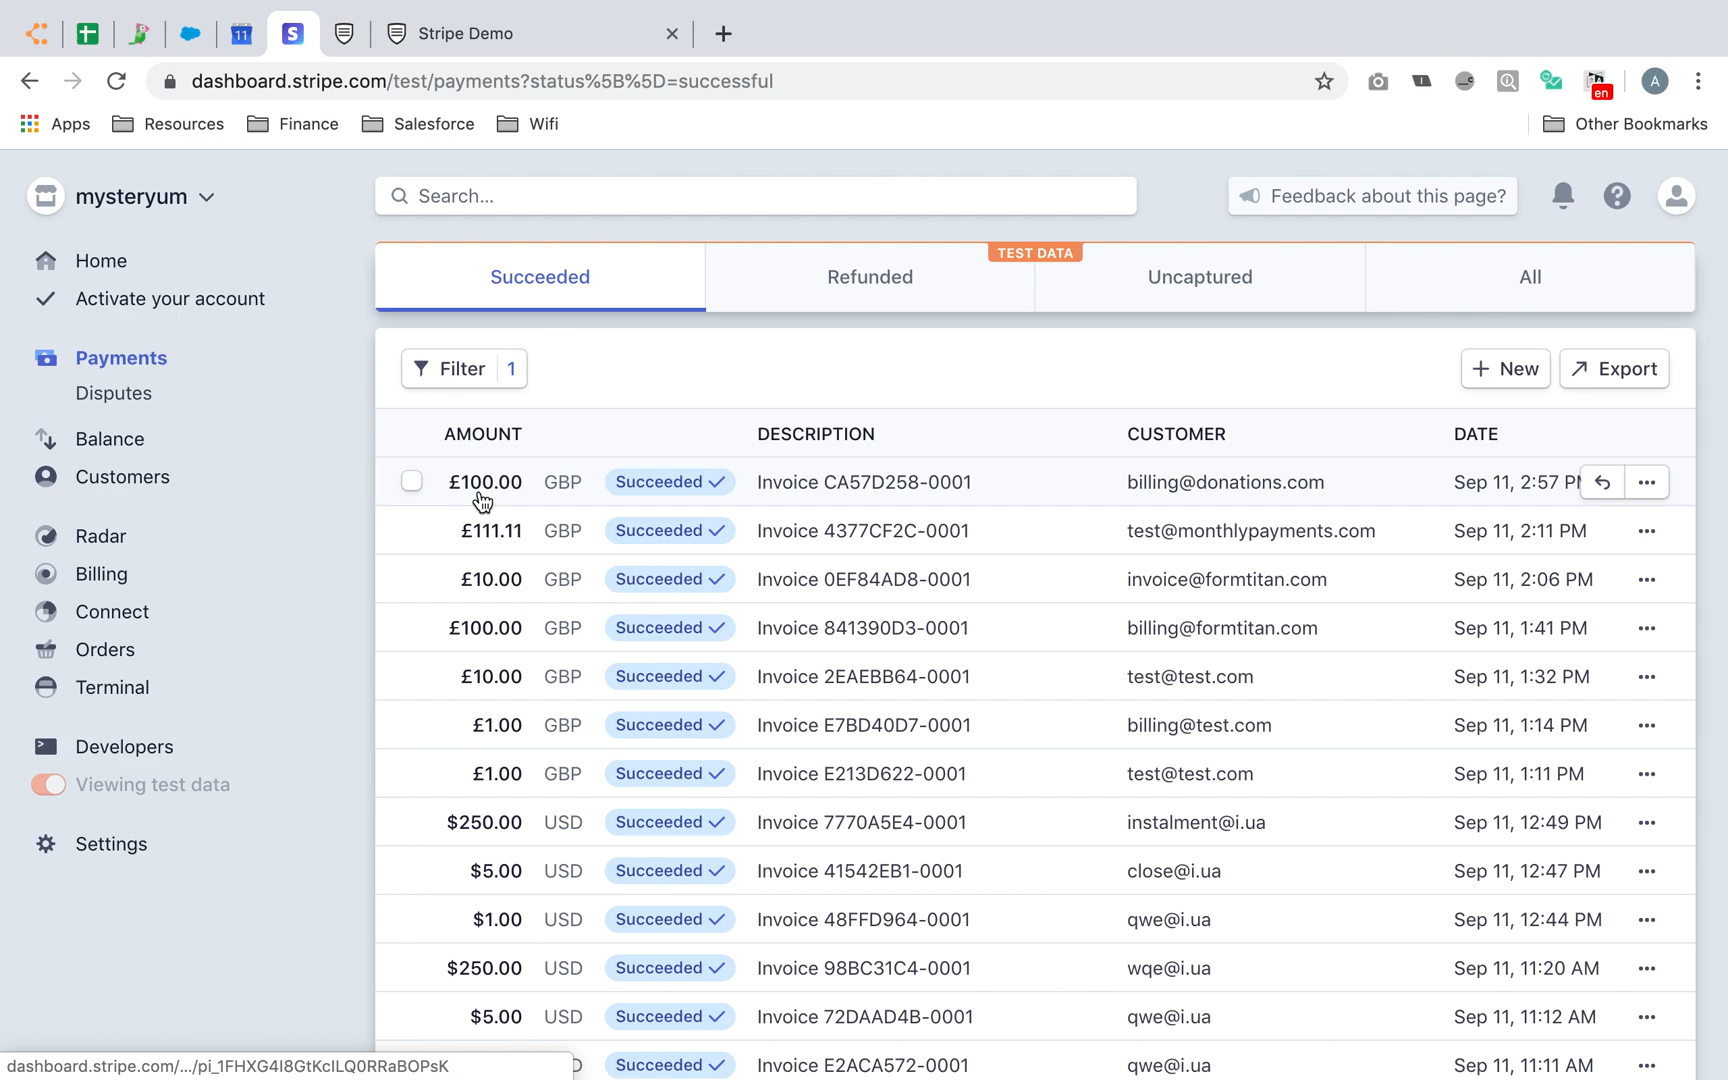 11
S
Stripe Demo
dashboard.stripe.com/test/payments?status%5B%5D=successful
en
A
Apps Resources Finance Salesforce Wifi Other Bookmarks
mysteryum
Search...
Feedback about this page?
Home
Activate your account
Payments
Disputes
Balance
Customers
Radar
Billing
Connect
Orders
Terminal
Developers
Viewing test data
Settings
TEST DATA
Succeeded Refunded Uncaptured All
Filter 1 New Export
AMOUNT DESCRIPTION CUSTOMER DATE
£100.00 GBP Succeeded Invoice CA57D258-0001 billing@donations.com Sep 11, 2:57 PM
£111.11 GBP Succeeded Invoice 4377CF2C-0001 test@monthlypayments.com Sep 11, 2:11 PM
£10.00 GBP Succeeded Invoice 0EF84AD8-0001 invoice@formtitan.com Sep 11, 2:06 PM
£100.00 GBP Succeeded Invoice 841390D3-0001 billing@formtitan.com Sep 11, 1:41 PM
£10.00 GBP Succeeded Invoice 2EAEBB64-0001 test@test.com Sep 11, 1:32 PM
£1.00 GBP Succeeded Invoice E7BD40D7-0001 billing@test.com Sep 11, 1:14 PM
£1.00 GBP Succeeded Invoice E213D622-0001 test@test.com Sep 11, 1:11 PM
$250.00 USD Succeeded Invoice 7770A5E4-0001 instalment@i.ua Sep 11, 12:49 PM
$5.00 USD Succeeded Invoice 41542EB1-0001 close@i.ua Sep 11, 12:47 PM
$1.00 USD Succeeded Invoice 48FFD964-0001 qwe@i.ua Sep 11, 12:44 PM
$250.00 USD Succeeded Invoice 98BC31C4-0001 wqe@i.ua Sep 11, 11:20 AM
$5.00 USD Succeeded Invoice 72DAAD4B-0001 qwe@i.ua Sep 11, 11:12 AM
Succeeded Invoice E2ACA572-0001 qwe@i.ua Sep 11, 11:11 AM
dashboard.stripe.com/.../pi_1FHXG4I8GtKcILQ0RRaBOPsK